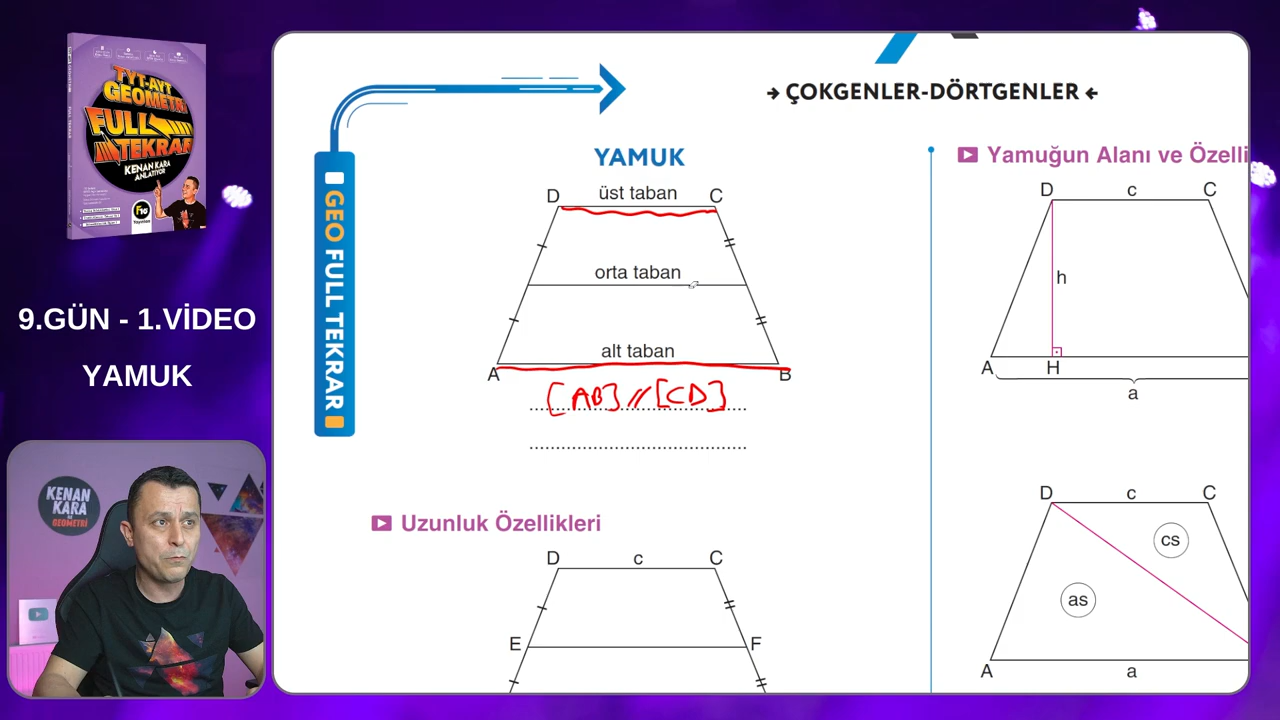 TYT-AYT
GEOMETRİ
FULL
TEKRAR
KENAN KARA
ANLATIYOR
F10
Yayınları
9.GÜN - 1.VİDEO
YAMUK
KENAN
KARA
GEOMETRİ
GEO FULL TEKRAR
ÇOKGENLER-DÖRTGENLER
YAMUK
D üst taban C
orta taban
alt taban
A B
[AB] // [CD]
Uzunluk Özellikleri
D c C
E F
Yamuğun Alanı ve Özelli
D c C
h
A H
a
D c C
cs
as
A a